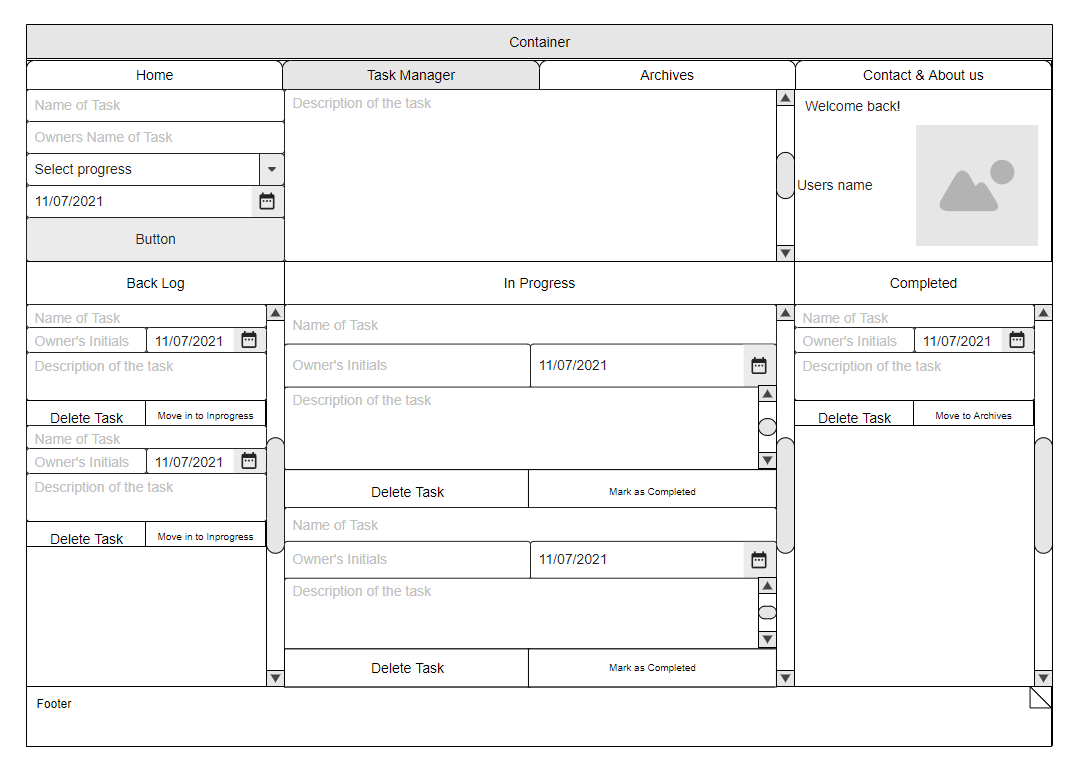 Container
Home
Task Manager
Archives
Contact & About us
Name of Task
Owners Name of Task
Select progress
11/07/2021
Button
Description of the task
Welcome back!
Users name
Back Log
In Progress
Completed
Name of Task
Owner's Initials
11/07/2021
Description of the task
Delete Task
Move in to Inprogress
Name of Task
Owner's Initials
11/07/2021
Description of the task
Delete Task
Move in to Inprogress
Name of Task
Owner's Initials
11/07/2021
Description of the task
Delete Task
Mark as Completed
Name of Task
Owner's Initials
11/07/2021
Description of the task
Delete Task
Mark as Completed
Name of Task
Owner's Initials
11/07/2021
Description of the task
Delete Task
Move to Archives
Footer